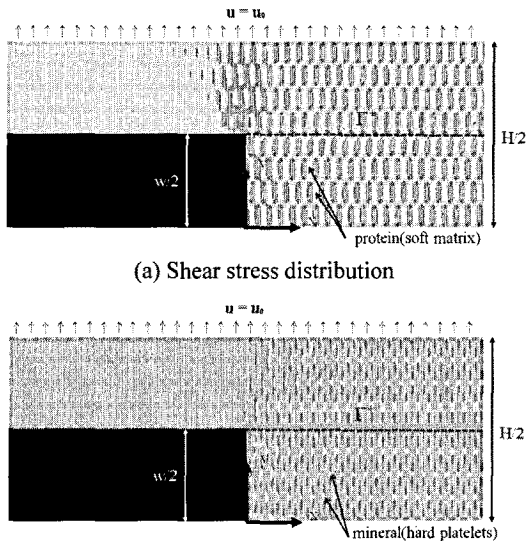 u = u₀
Γ
H/2
w/2
protein(soft matrix)
(a) Shear stress distribution
u = u₀
Γ
H/2
w/2
mineral(hard platelets)